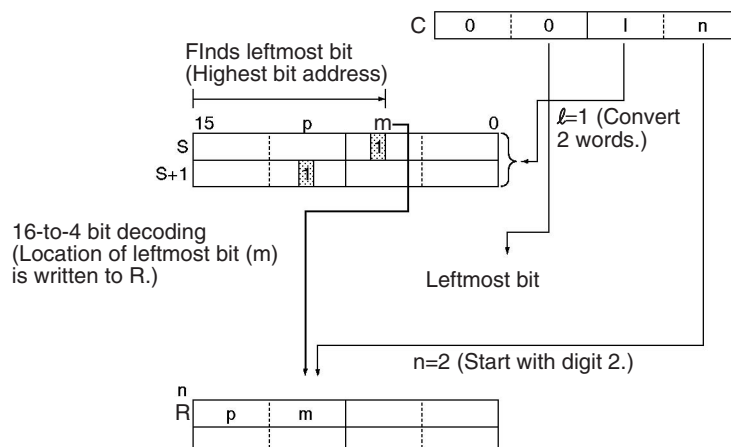 C 0 0 l n
FInds leftmost bit
(Highest bit address)
15 p m 0
S 1
S+1 1
ℓ=1 (Convert
2 words.)
16-to-4 bit decoding
(Location of leftmost bit (m)
is written to R.)
Leftmost bit
n=2 (Start with digit 2.)
n
R p m